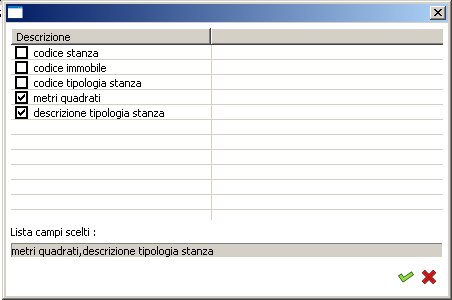 Descrizione
codice stanza
codice immobile
codice tipologia stanza
metri quadrati
descrizione tipologia stanza
Lista campi scelti :
metri quadrati,descrizione tipologia stanza